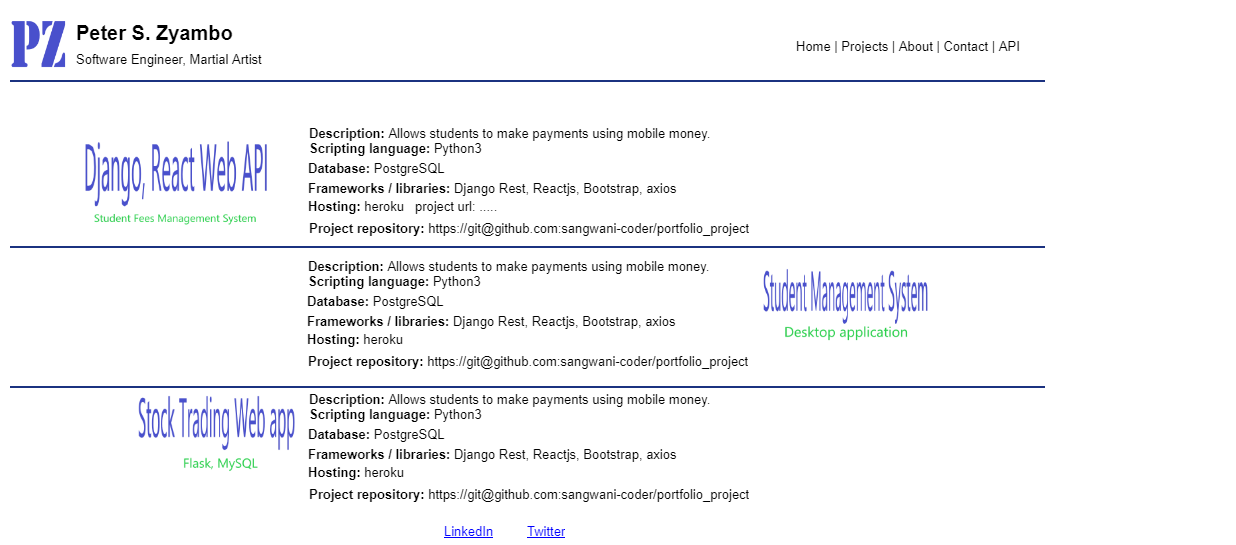 PZ
Peter S. Zyambo
Software Engineer, Martial Artist
Home | Projects | About | Contact | API
Django, React Web API
Student Fees Management System
Description: Allows students to make payments using mobile money.
Scripting language: Python3
Database: PostgreSQL
Frameworks / libraries: Django Rest, Reactjs, Bootstrap, axios
Hosting: heroku   project url: .....
Project repository: https://git@github.com:sangwani-coder/portfolio_project
Description: Allows students to make payments using mobile money.
Scripting language: Python3
Database: PostgreSQL
Frameworks / libraries: Django Rest, Reactjs, Bootstrap, axios
Hosting: heroku
Project repository: https://git@github.com:sangwani-coder/portfolio_project
Student Management System
Desktop application
Stock Trading Web app
Flask, MySQL
Description: Allows students to make payments using mobile money.
Scripting language: Python3
Database: PostgreSQL
Frameworks / libraries: Django Rest, Reactjs, Bootstrap, axios
Hosting: heroku
Project repository: https://git@github.com:sangwani-coder/portfolio_project
LinkedIn Twitter